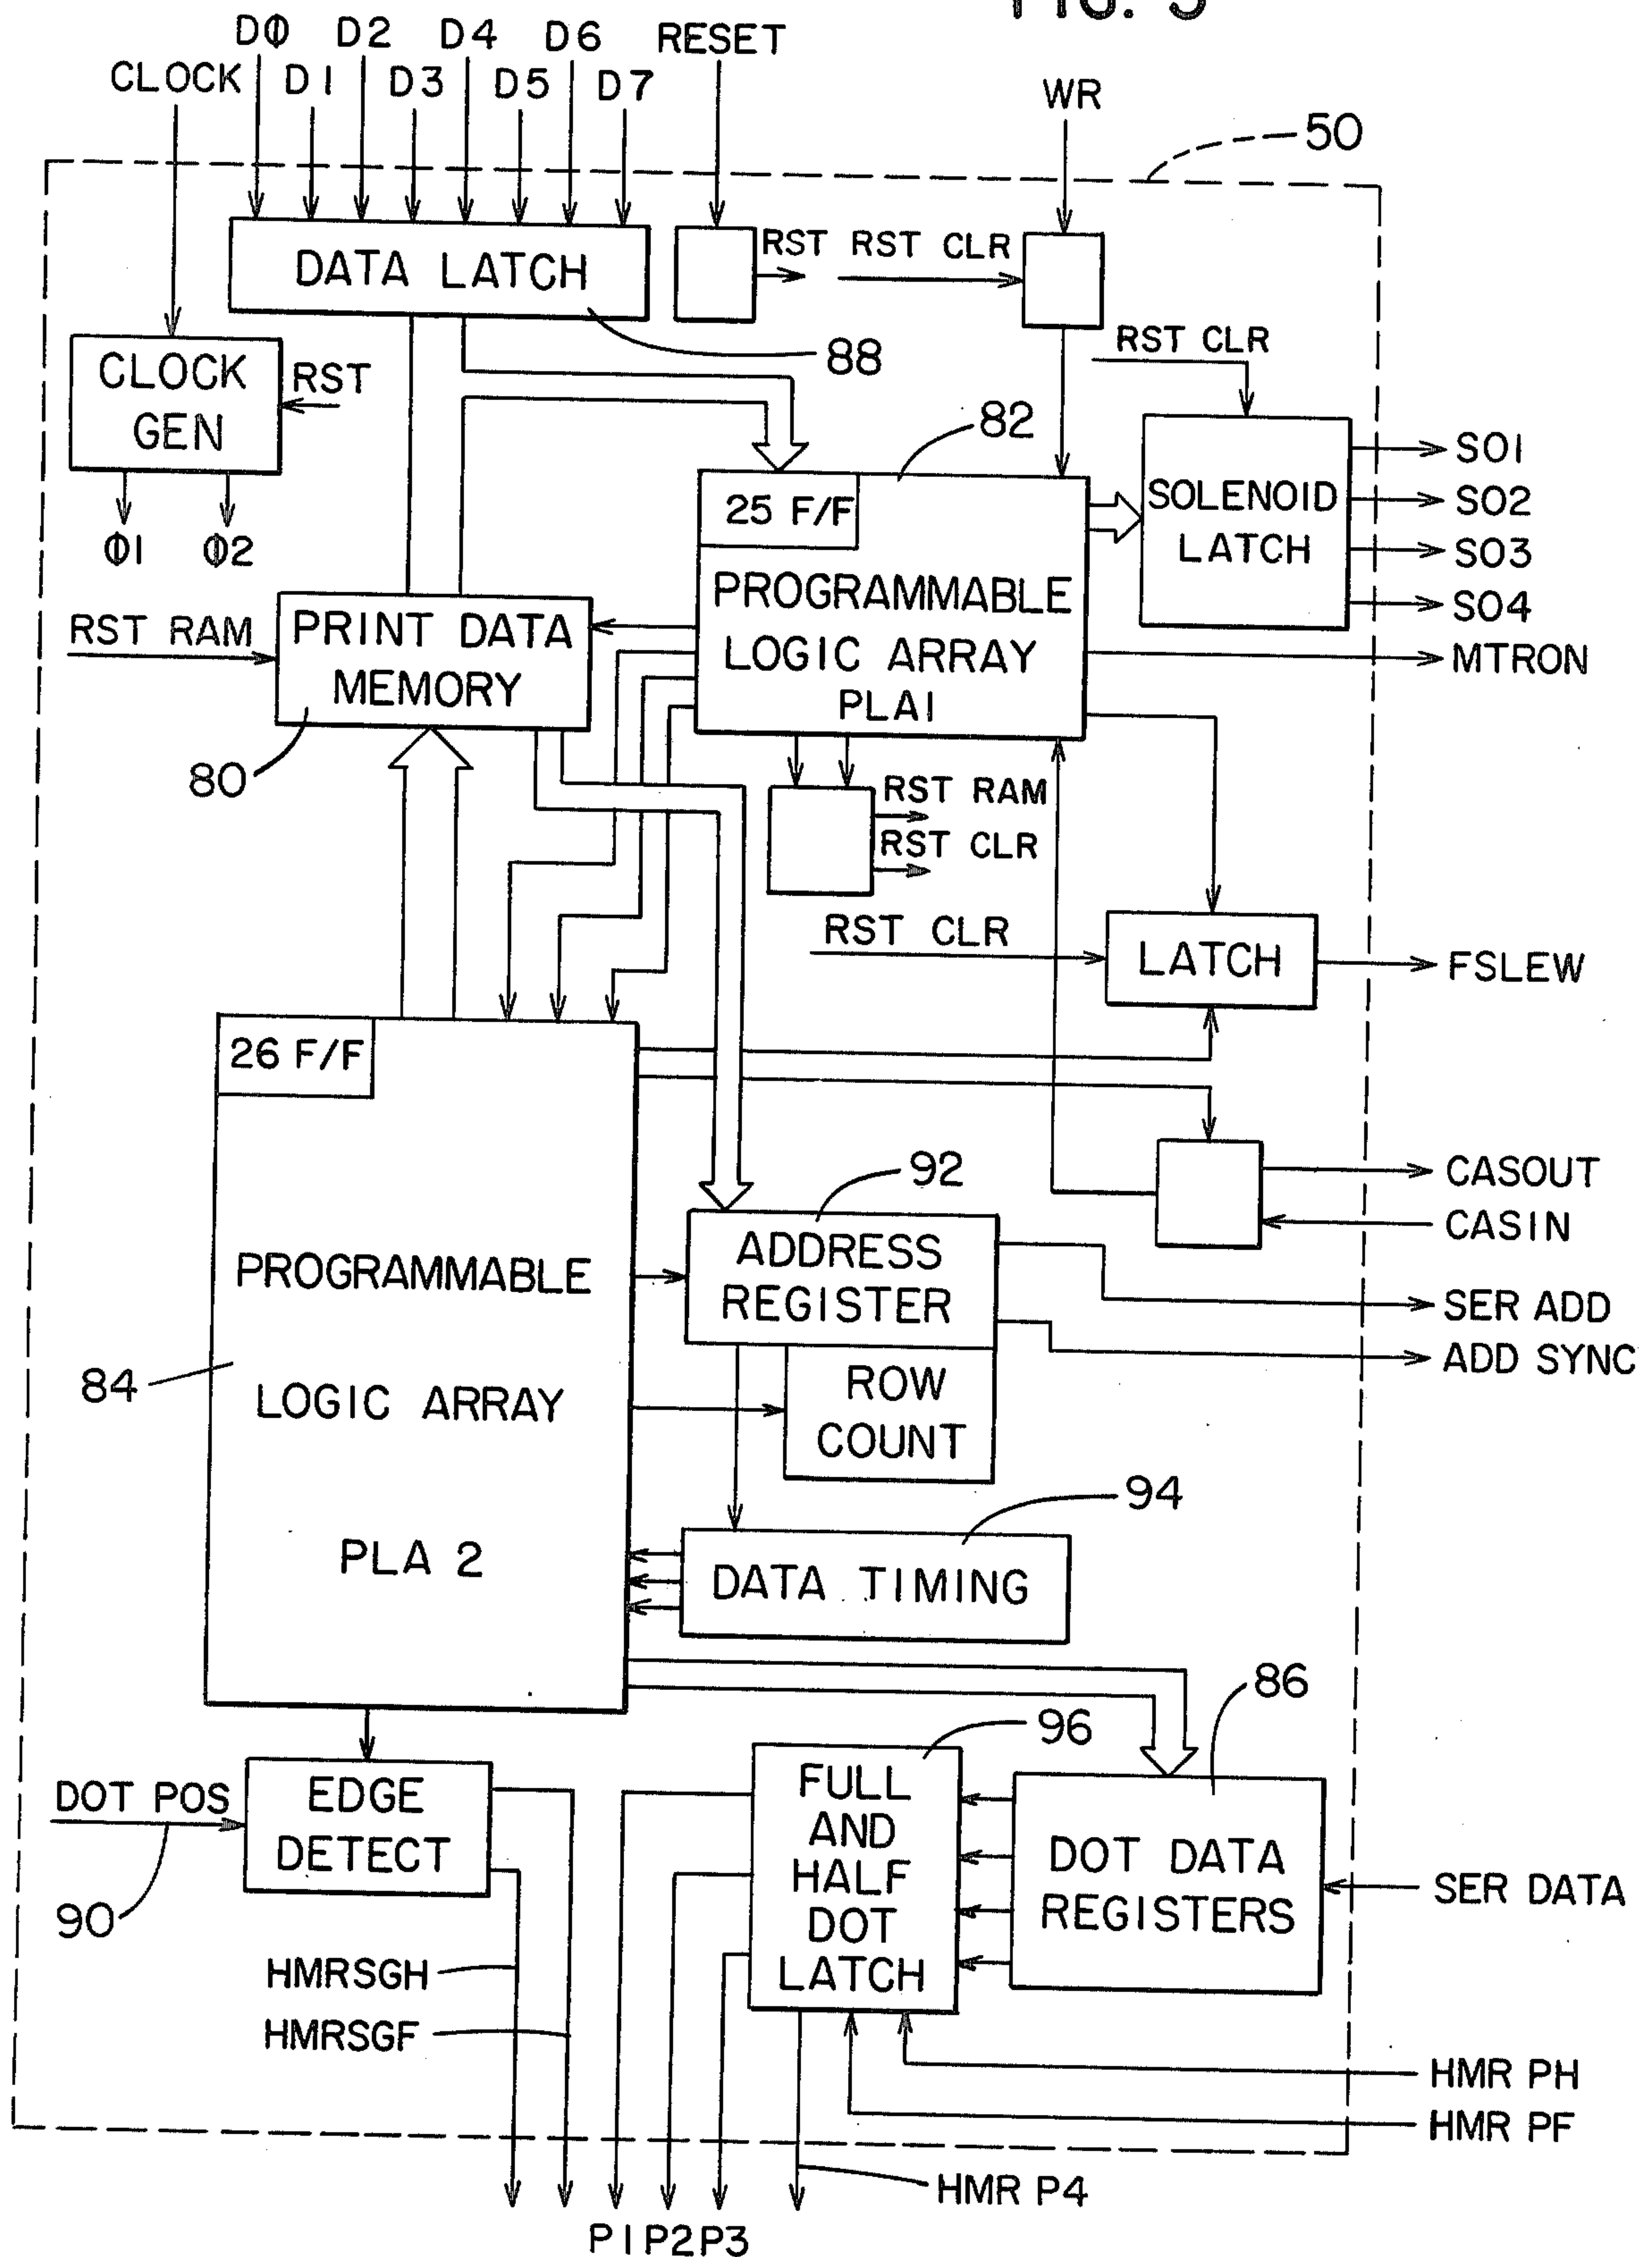 FIG. 5
DΦ D2 D4 D6 RESET
CLOCK D1 D3 D5 D7
WR
50
DATA LATCH
RST RST CLR
88
RST CLR
CLOCK
GEN
RST
82
Φ1 Φ2
25 F/F
PROGRAMMABLE
LOGIC ARRAY
PLA1
SOLENOID
LATCH
SO1
SO2
SO3
SO4
MTRON
RST RAM
PRINT DATA
MEMORY
80
RST RAM
RST CLR
RST CLR
LATCH
FSLEW
26 F/F
PROGRAMMABLE
LOGIC ARRAY
PLA 2
84
92
ADDRESS
REGISTER
ROW
COUNT
CASOUT
CASIN
SER ADD
ADD SYNC
94
DATA TIMING
86
96
DOT POS
90
EDGE
DETECT
FULL
AND
HALF
DOT
LATCH
DOT DATA
REGISTERS
SER DATA
HMRSGH
HMRSGF
HMR PH
HMR PF
HMR P4
P1 P2 P3